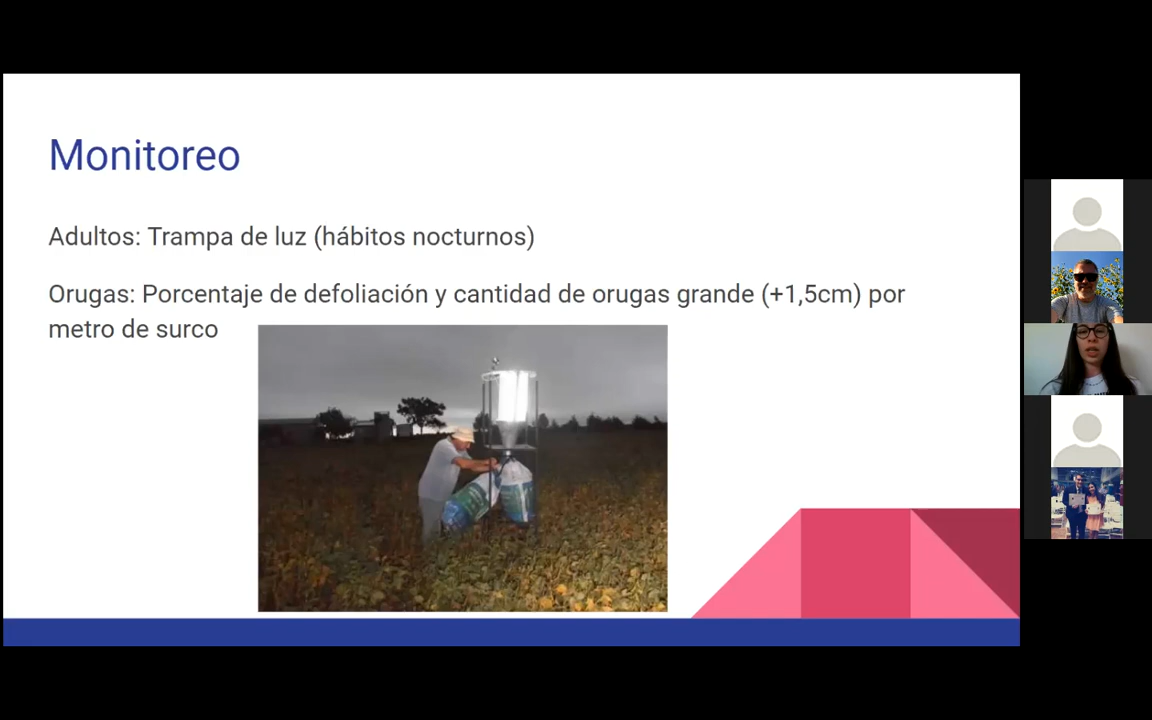 Monitoreo
Adultos: Trampa de luz (hábitos nocturnos)
Orugas: Porcentaje de defoliación y cantidad de orugas grande (+1,5cm) por
metro de surco